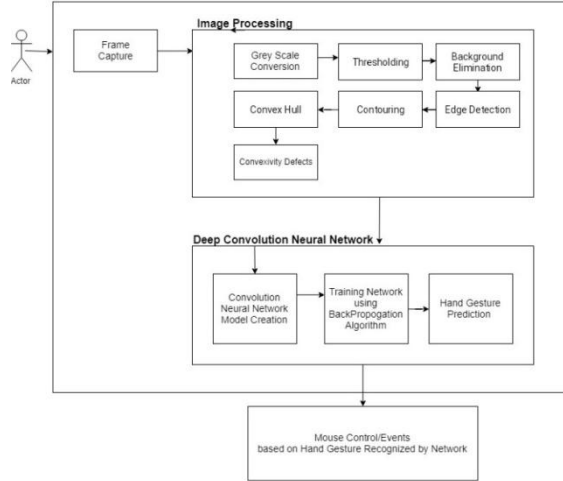 Actor
Frame
Capture
Image Processing
Grey Scale
Conversion
Thresholding
Background
Elimination
Convex Hull
Contouring
Edge Detection
Convexivity Defects
Deep Convolution Neural Network
Convolution
Neural Network
Model Creation
Training Network
using
BackPropogation
Algorithm
Hand Gesture
Prediction
Mouse Control/Events
based on Hand Gesture Recognized by Network